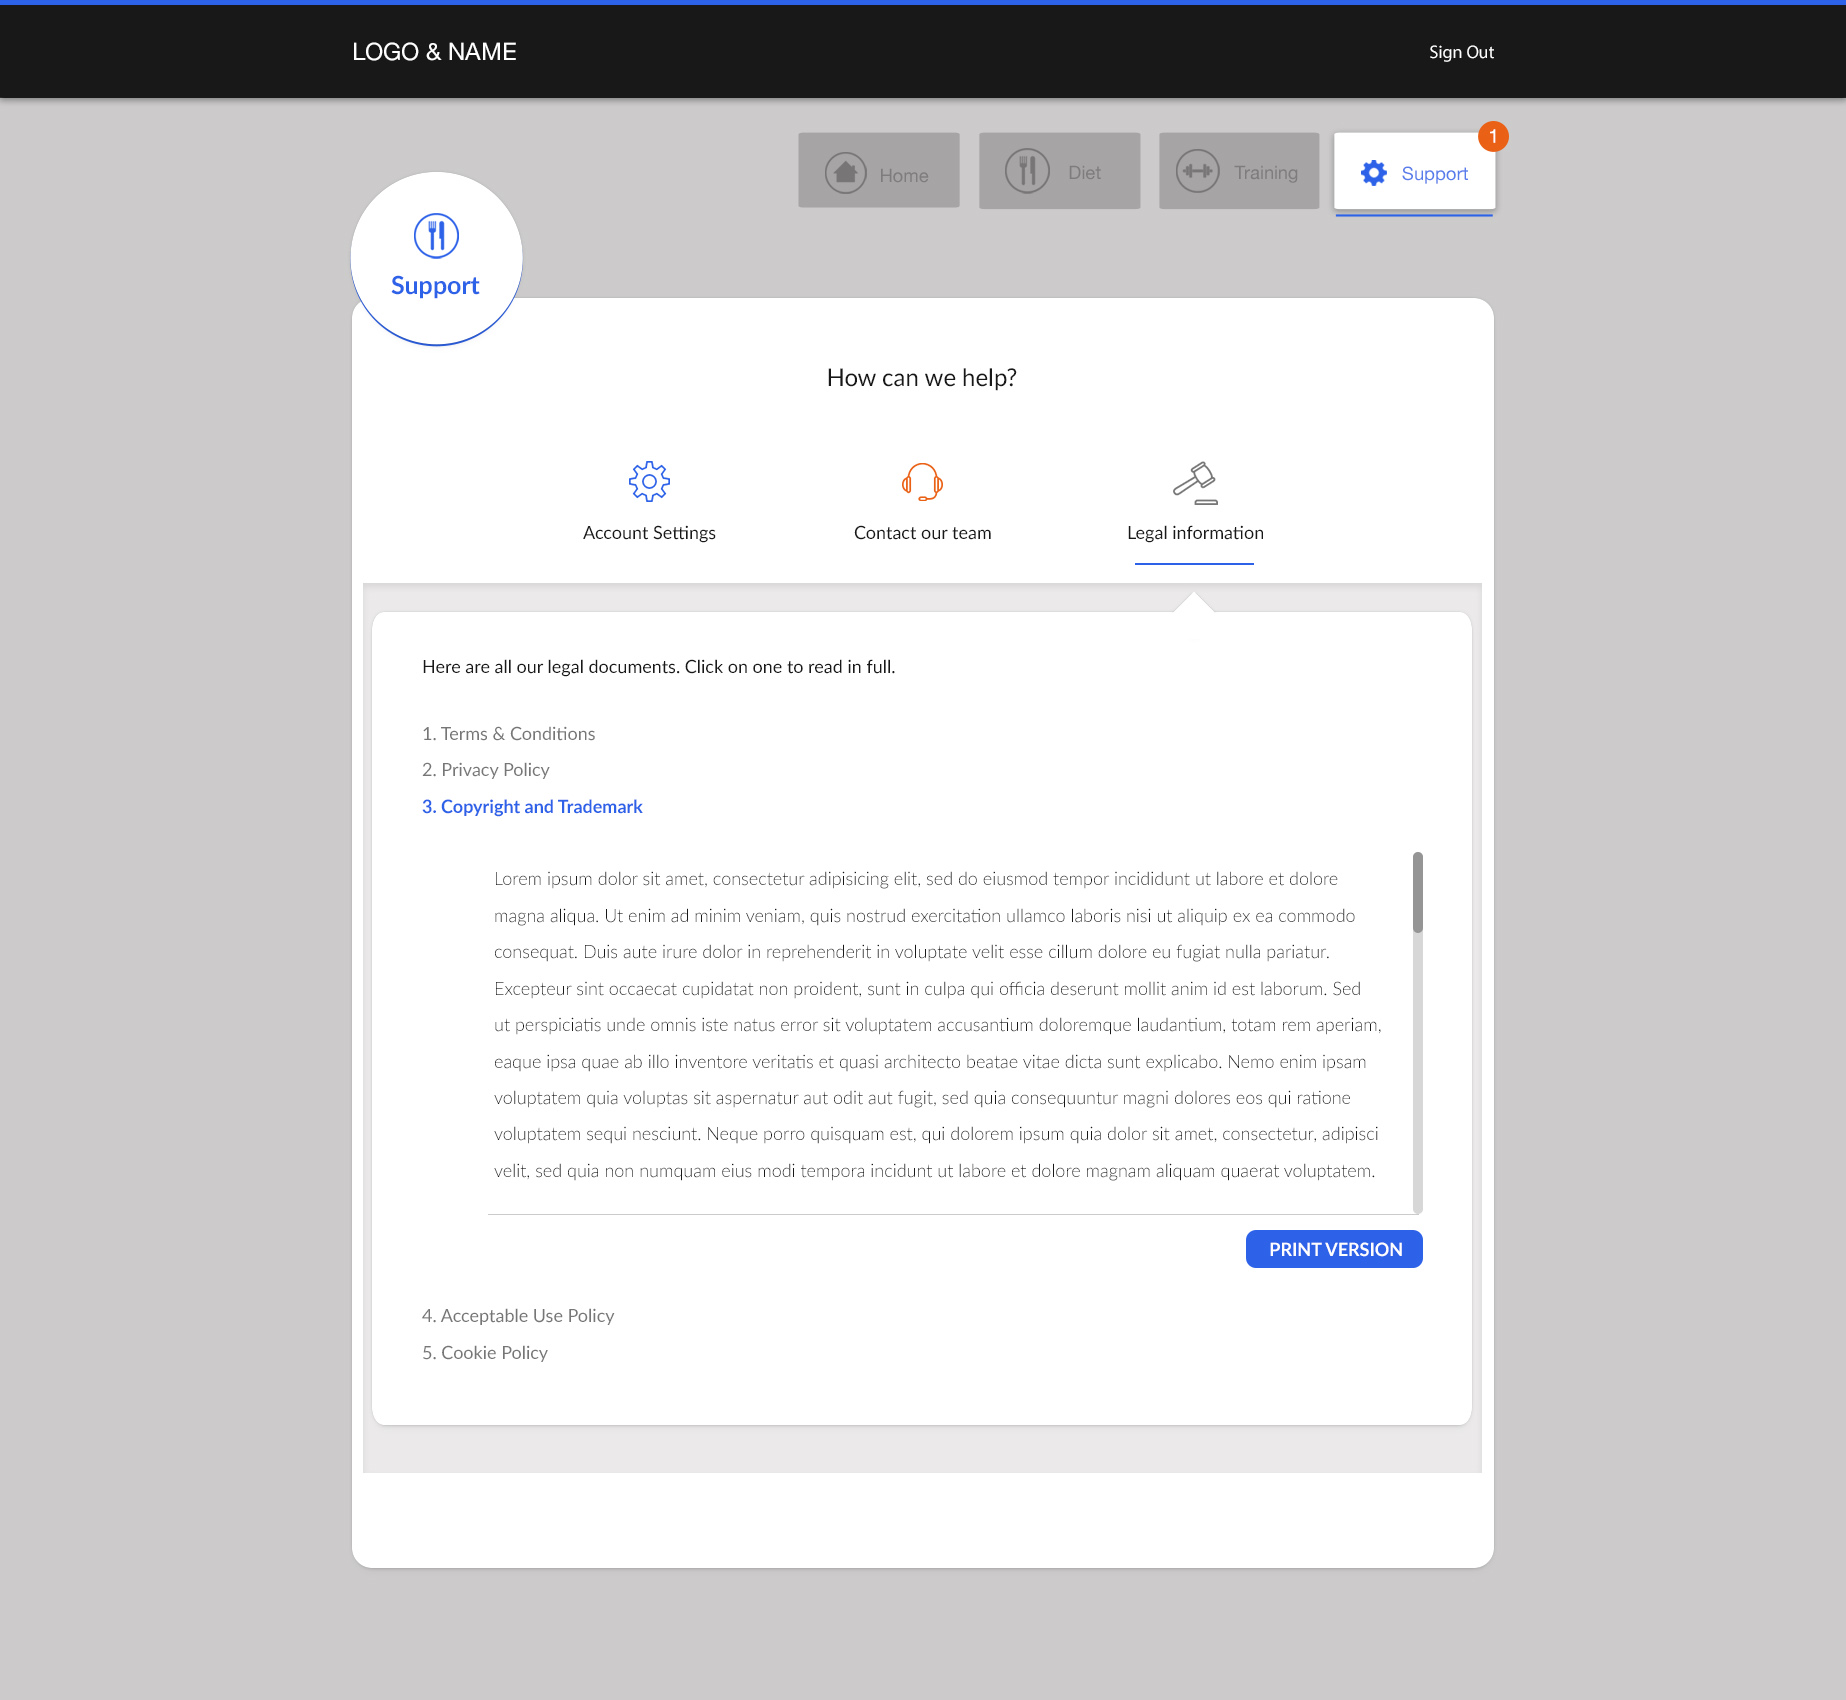 LOGO & NAME
Sign Out
Home
Diet
Training
Support
1
Support
How can we help?
Account Settings
Contact our team
Legal information
Here are all our legal documents. Click on one to read in full.
1. Terms & Conditions
2. Privacy Policy
3. Copyright and Trademark
Lorem ipsum dolor sit amet, consectetur adipisicing elit, sed do eiusmod tempor incididunt ut labore et dolore
magna aliqua. Ut enim ad minim veniam, quis nostrud exercitation ullamco laboris nisi ut aliquip ex ea commodo
consequat. Duis aute irure dolor in reprehenderit in voluptate velit esse cillum dolore eu fugiat nulla pariatur.
Excepteur sint occaecat cupidatat non proident, sunt in culpa qui officia deserunt mollit anim id est laborum. Sed
ut perspiciatis unde omnis iste natus error sit voluptatem accusantium doloremque laudantium, totam rem aperiam,
eaque ipsa quae ab illo inventore veritatis et quasi architecto beatae vitae dicta sunt explicabo. Nemo enim ipsam
voluptatem quia voluptas sit aspernatur aut odit aut fugit, sed quia consequuntur magni dolores eos qui ratione
voluptatem sequi nesciunt. Neque porro quisquam est, qui dolorem ipsum quia dolor sit amet, consectetur, adipisci
velit, sed quia non numquam eius modi tempora incidunt ut labore et dolore magnam aliquam quaerat voluptatem.
PRINT VERSION
4. Acceptable Use Policy
5. Cookie Policy